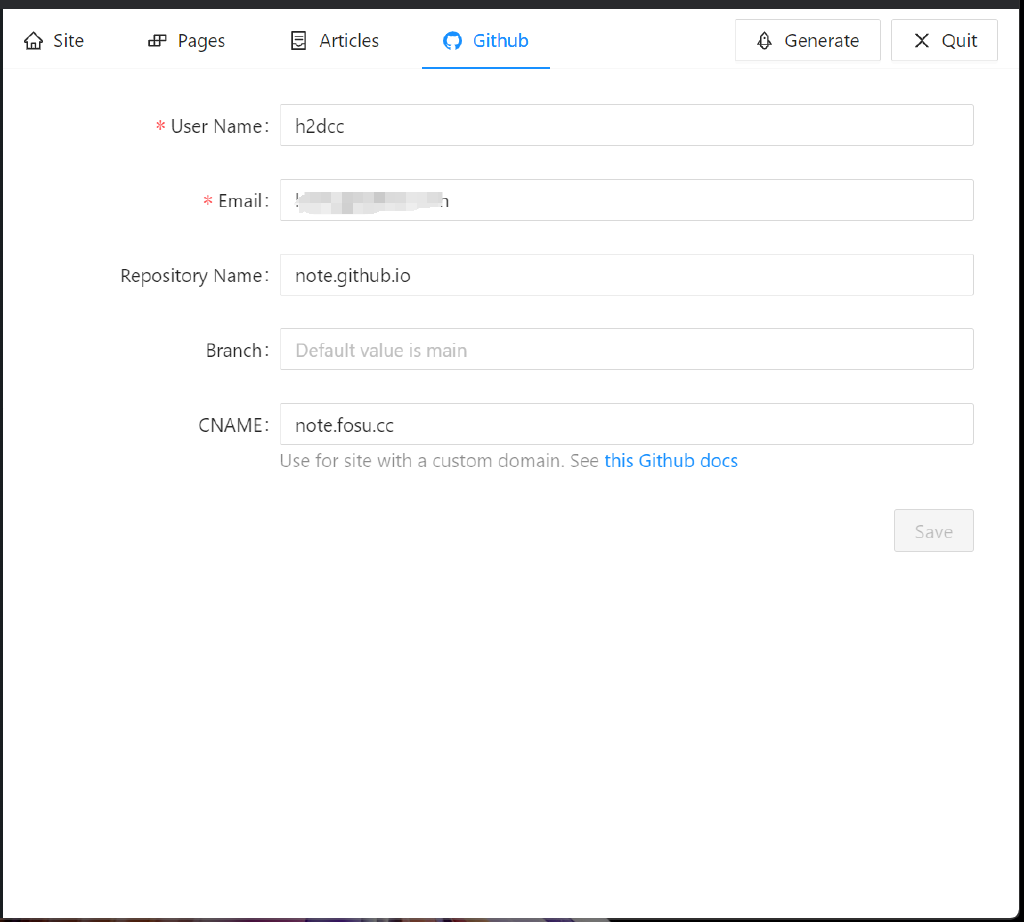 Site Pages Articles Github Generate Quit
* User Name: h2dcc
* Email:
Repository Name: note.github.io
Branch: Default value is main
CNAME: note.fosu.cc
Use for site with a custom domain. See this Github docs
Save